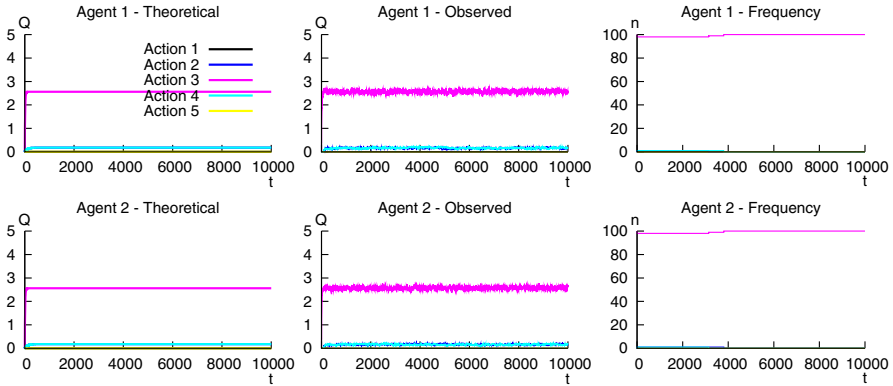 Agent 1 - Theoretical
Q
5
4
3
2
1
0
0 2000 4000 6000 8000 10000
t
Action 1
Action 2
Action 3
Action 4
Action 5
Agent 1 - Observed
Q
5
4
3
2
1
0
0 2000 4000 6000 8000 10000
t
Agent 1 - Frequency
n
100
80
60
40
20
0
0 2000 4000 6000 8000 10000
t
Agent 2 - Theoretical
Q
5
4
3
2
1
0
0 2000 4000 6000 8000 10000
t
Agent 2 - Observed
Q
5
4
3
2
1
0
0 2000 4000 6000 8000 10000
t
Agent 2 - Frequency
n
100
80
60
40
20
0
0 2000 4000 6000 8000 10000
t